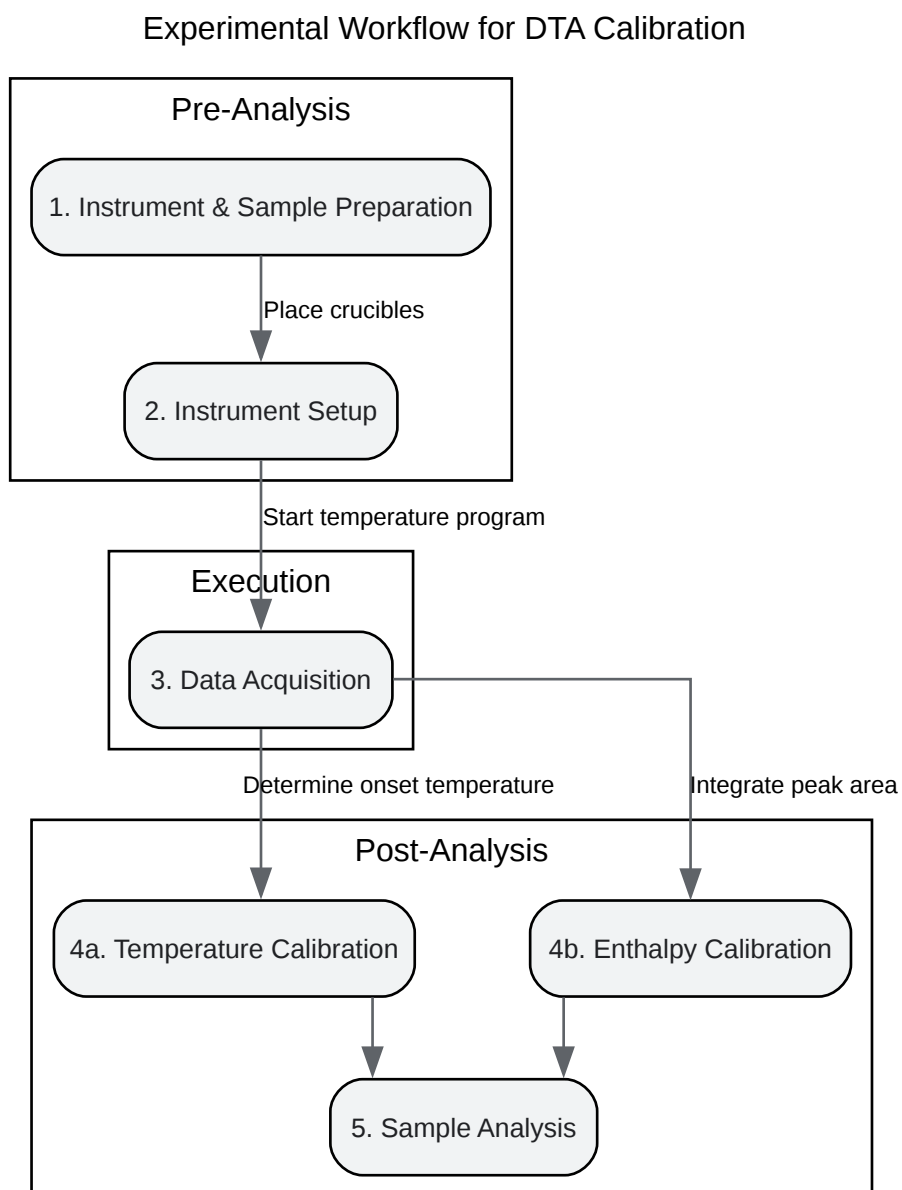 Experimental Workflow for DTA Calibration
Pre-Analysis
1. Instrument & Sample Preparation
Place crucibles
2. Instrument Setup
Start temperature program
Execution
3. Data Acquisition
Determine onset temperature
Integrate peak area
Post-Analysis
4a. Temperature Calibration
4b. Enthalpy Calibration
5. Sample Analysis